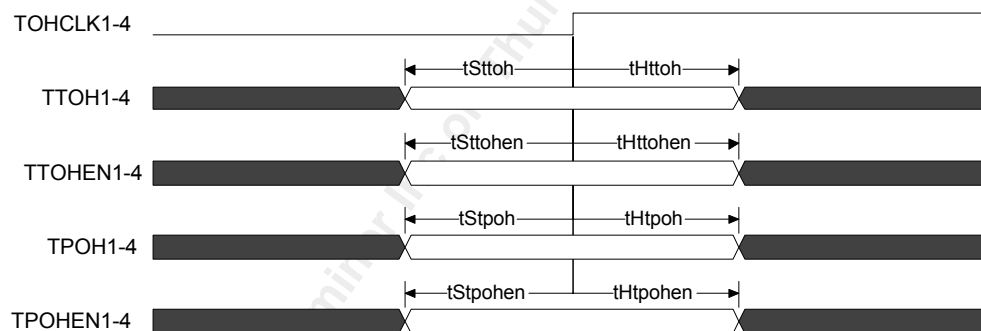 TOHCLK1-4
tSttoh tHttoh
TTOH1-4
tSttohen tHttohen
TTOHEN1-4
tStpoh tHtpoh
TPOH1-4
tStpohen tHtpohen
TPOHEN1-4